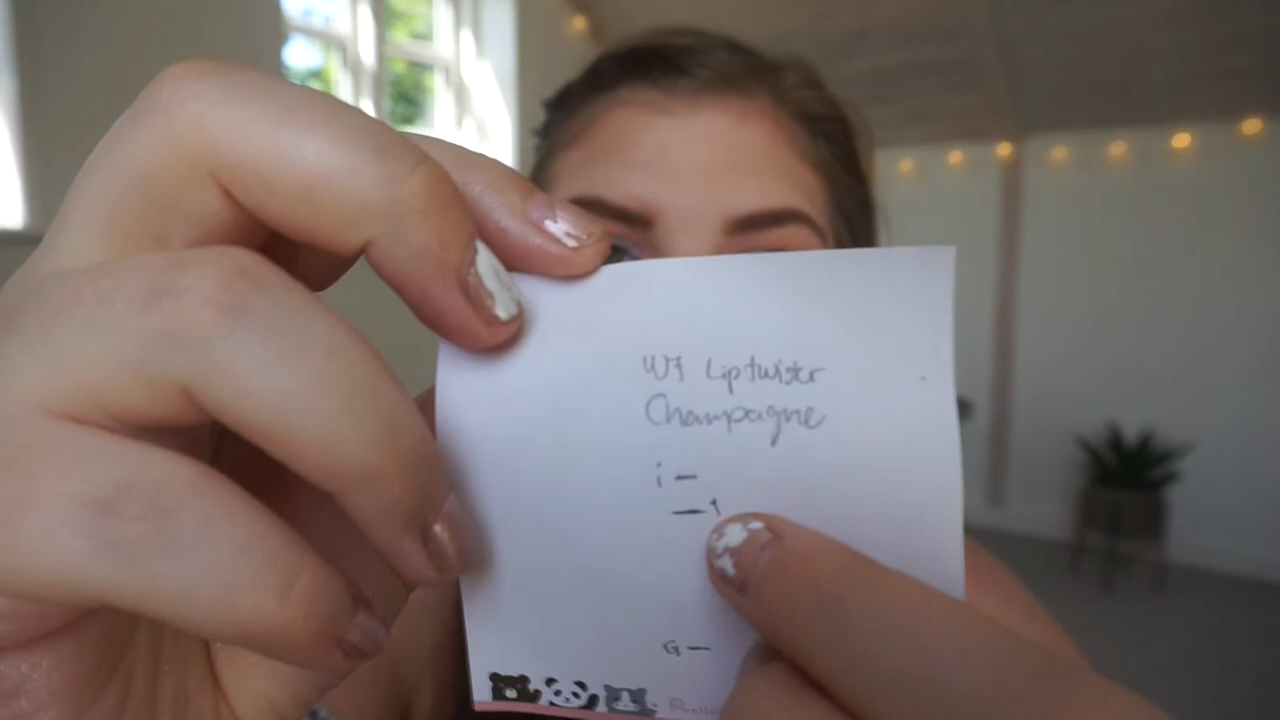 W7 Liptwister
Champagne
i –
– 1
G –